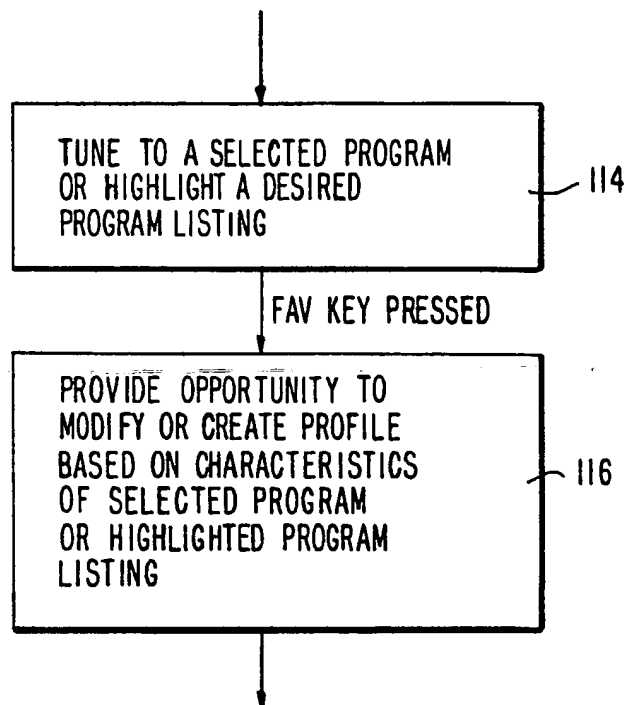 TUNE TO A SELECTED PROGRAM
OR HIGHLIGHT A DESIRED
PROGRAM LISTING
114
FAV KEY PRESSED
PROVIDE OPPORTUNITY TO
MODIFY OR CREATE PROFILE
BASED ON CHARACTERISTICS
OF SELECTED PROGRAM
OR HIGHLIGHTED PROGRAM
LISTING
116